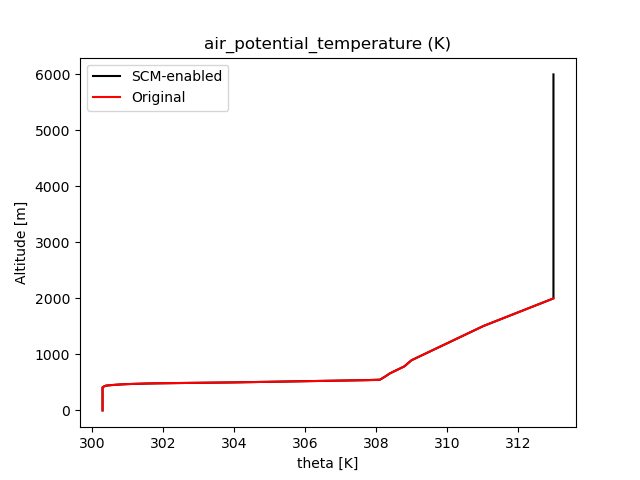 air_potential_temperature (K)
SCM-enabled
Original
6000
5000
4000
3000
2000
1000
0
Altitude [m]
300 302 304 306 308 310 312
theta [K]